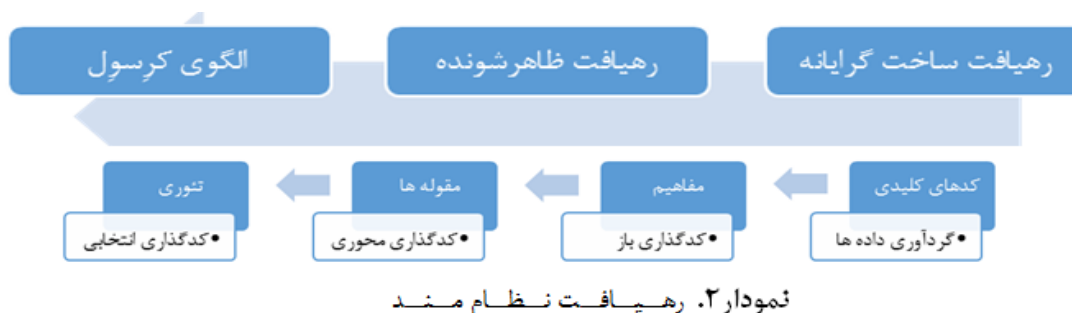 رهیافت ساخت گرایانه
رهیافت ظاهرشونده
الگوی کرِسوِل
کدهای کلیدی
•گردآوری داده ها
مفاهیم
•کدگذاری باز
مقوله ها
•کدگذاری محوری
تئوری
•کدگذاری انتخابی
نمودار۲. رهیافت نظام مند